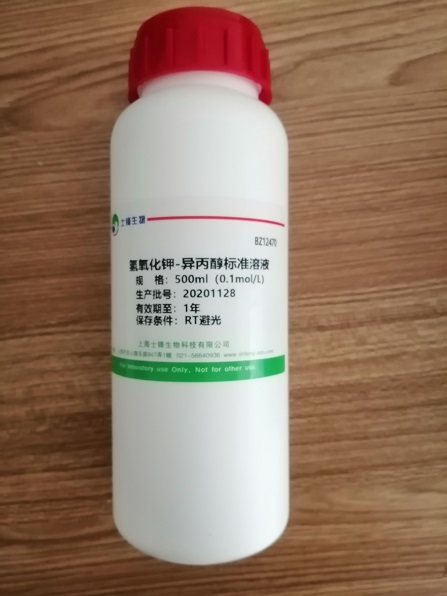 士锋生物
BZ12470
氢氧化钾-异丙醇标准溶液
规 格：500ml（0.1mol/L）
生产批号：20201128
有效期至：1年
保存条件：RT避光
上海士锋生物科技有限公司
For laboratory use Only, Not for other use.